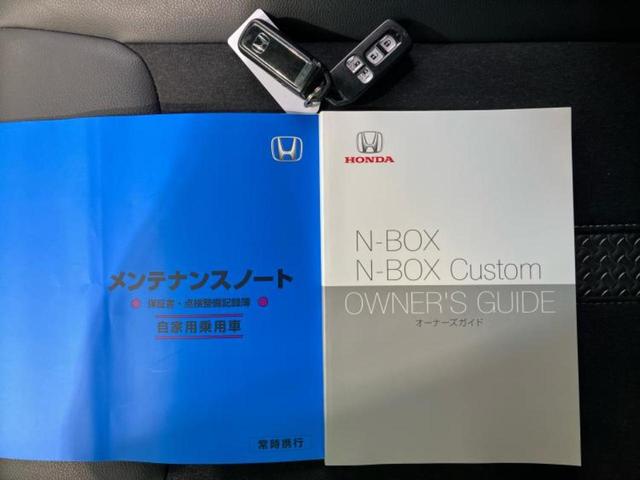 メンテナンスノート
保証書・点検整備記録簿
自家用乗用車
常時携行
HONDA
N-BOX
N-BOX Custom
OWNER'S GUIDE
オーナーズガイド